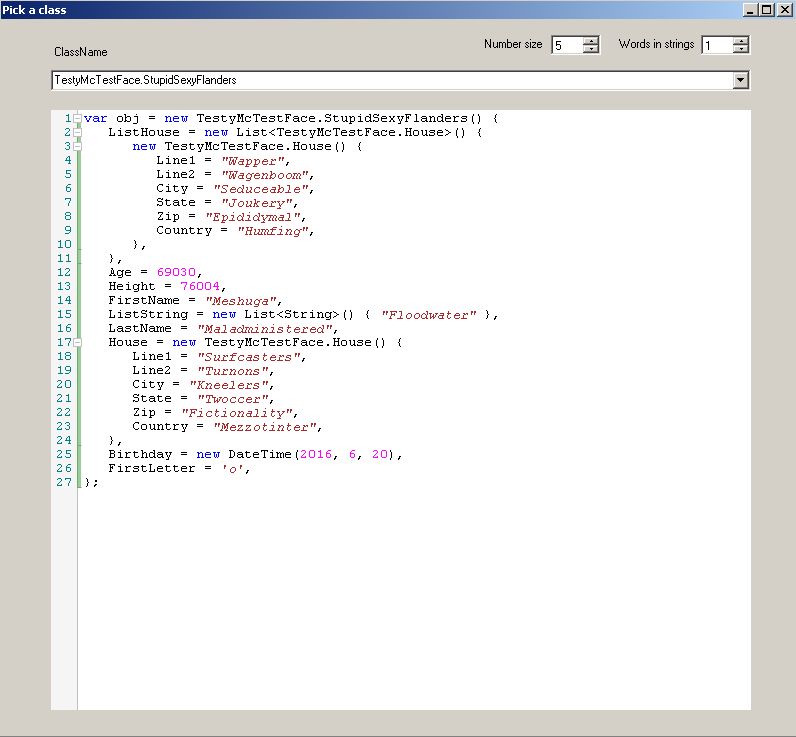 Pick a class
ClassName
Number size 5 Words in strings 1
TestyMcTestFace.StupidSexyFlanders
1 var obj = new TestyMcTestFace.StupidSexyFlanders() {
2 ListHouse = new List<TestyMcTestFace.House>() {
3 new TestyMcTestFace.House() {
4 Line1 = "Wapper",
5 Line2 = "Wagenboom",
6 City = "Seduceable",
7 State = "Joukery",
8 Zip = "Epididymal",
9 Country = "Humfing",
10 },
11 },
12 Age = 69030,
13 Height = 76004,
14 FirstName = "Meshuga",
15 ListString = new List<String>() { "Floodwater" },
16 LastName = "Maladministered",
17 House = new TestyMcTestFace.House() {
18 Line1 = "Surfcasters",
19 Line2 = "Turnons",
20 City = "Kneelers",
21 State = "Twoccer",
22 Zip = "Fictionality",
23 Country = "Mezzotinter",
24 },
25 Birthday = new DateTime(2016, 6, 20),
26 FirstLetter = 'o',
27 };